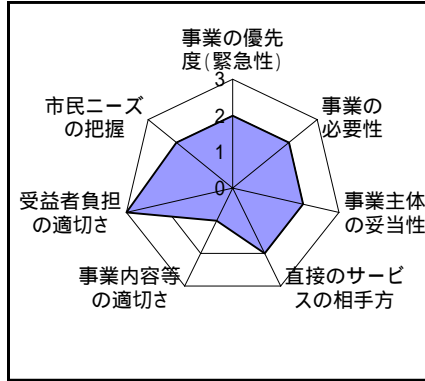 事業の優先
度(緊急性)
事業の
必要性
事業主体
の妥当性
直接のサービ
スの相手方
事業内容等
の適切さ
受益者負担
の適切さ
市民ニーズ
の把握
3
2
1
0